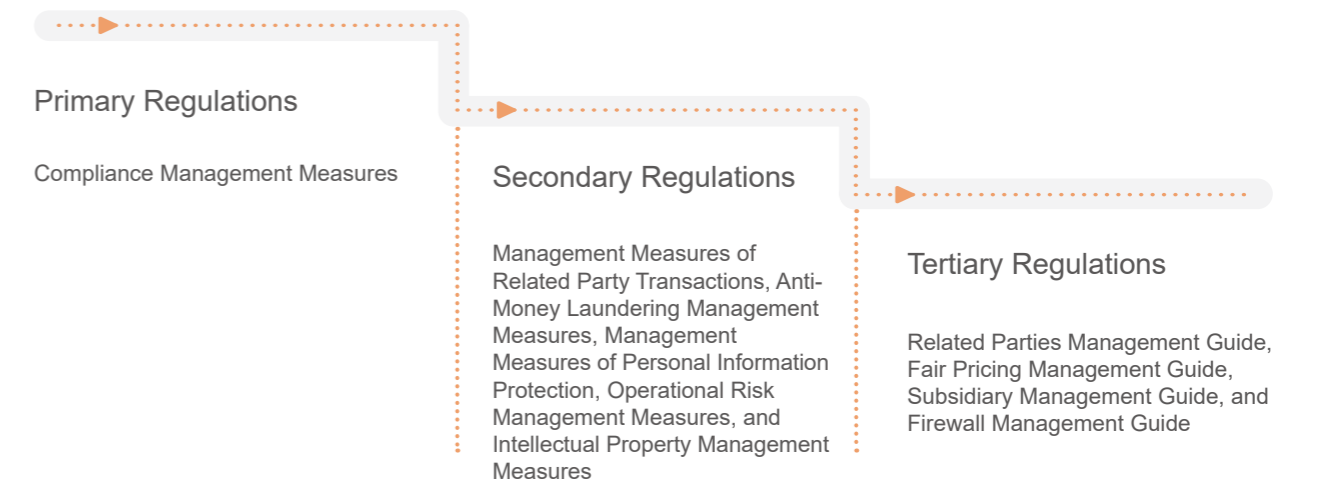 Primary Regulations
Compliance Management Measures
Secondary Regulations
Management Measures of
Related Party Transactions, Anti-
Money Laundering Management
Measures, Management
Measures of Personal Information
Protection, Operational Risk
Management Measures, and
Intellectual Property Management
Measures
Tertiary Regulations
Related Parties Management Guide,
Fair Pricing Management Guide,
Subsidiary Management Guide, and
Firewall Management Guide